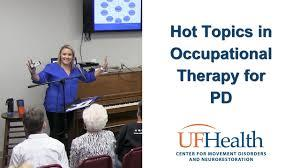 Hot Topics in
Occupational
Therapy for
PD
UFHealth
CENTER FOR MOVEMENT DISORDERS
AND NEURORESTORATION